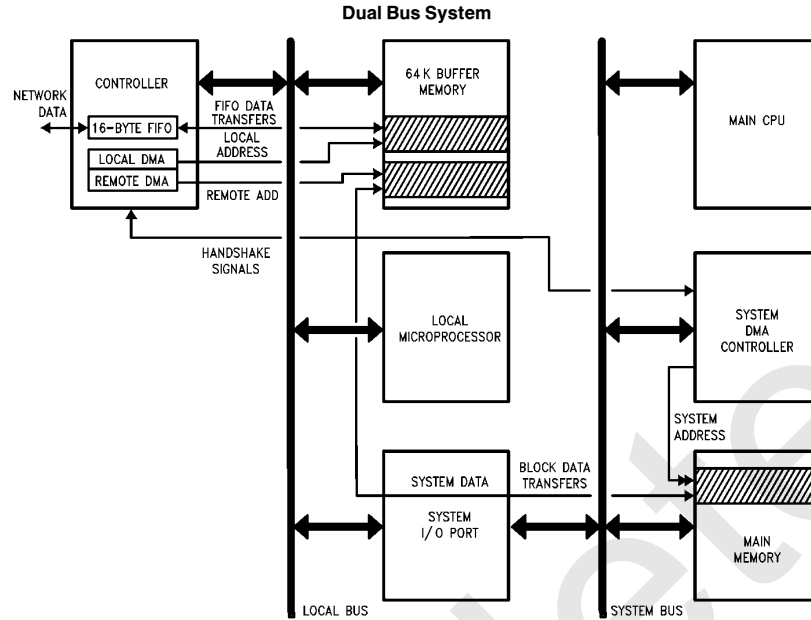 Dual Bus System
CONTROLLER
NETWORK
DATA
16-BYTE FIFO
LOCAL DMA
REMOTE DMA
FIFO DATA
TRANSFERS
LOCAL
ADDRESS
REMOTE ADD
64K BUFFER
MEMORY
MAIN CPU
HANDSHAKE
SIGNALS
LOCAL
MICROPROCESSOR
SYSTEM
DMA
CONTROLLER
SYSTEM
ADDRESS
SYSTEM DATA
BLOCK DATA
TRANSFERS
SYSTEM
I/O PORT
MAIN
MEMORY
LOCAL BUS
SYSTEM BUS